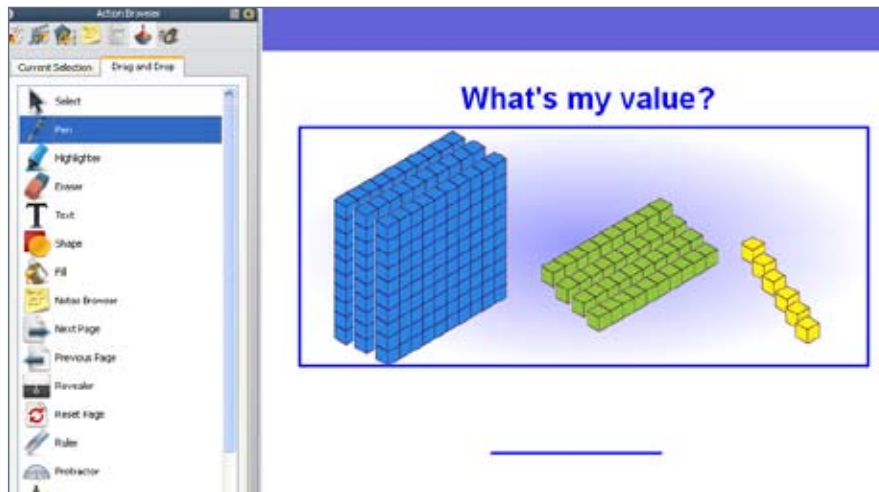 Action Browser
Current Selection
Drag and Drop
Select
Pen
Highlighter
Eraser
T Text
Shape
Fill
Notes Browser
Next Page
Previous Page
Revealer
Reset Page
Ruler
Protractor
What's my value?